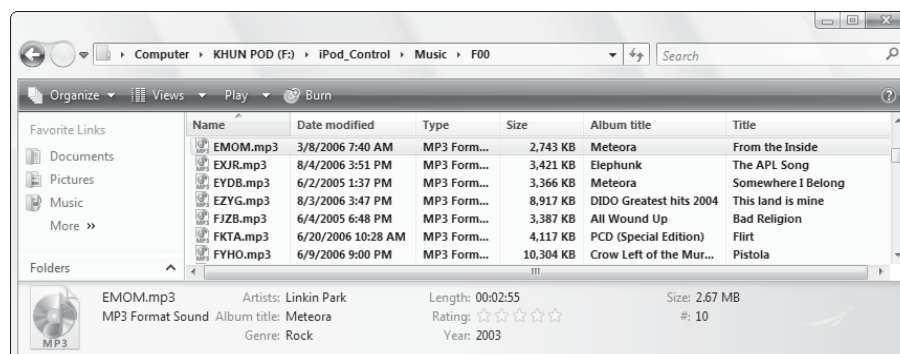 Computer KHUN POD (F:) iPod_Control Music F00 Search
Organize Views Play Burn
Favorite Links
Documents
Pictures
Music
More »
Folders
Name Date modified Type Size Album title Title
EMOM.mp3 3/8/2006 7:40 AM MP3 Form... 2,743 KB Meteora From the Inside
EXJR.mp3 8/4/2006 3:51 PM MP3 Form... 3,421 KB Elephunk The APL Song
EYDB.mp3 6/2/2005 1:37 PM MP3 Form... 3,366 KB Meteora Somewhere I Belong
EZYG.mp3 8/3/2006 3:47 PM MP3 Form... 8,917 KB DIDO Greatest hits 2004 This land is mine
FJZB.mp3 6/4/2005 6:48 PM MP3 Form... 3,387 KB All Wound Up Bad Religion
FKTA.mp3 6/20/2006 10:28 AM MP3 Form... 4,117 KB PCD (Special Edition) Flirt
FYHO.mp3 6/9/2006 9:00 PM MP3 Form... 10,304 KB Crow Left of the Mur... Pistola
MP3
EMOM.mp3 Artists: Linkin Park Length: 00:02:55 Size: 2.67 MB
MP3 Format Sound Album title: Meteora Rating: #: 10
Genre: Rock Year: 2003